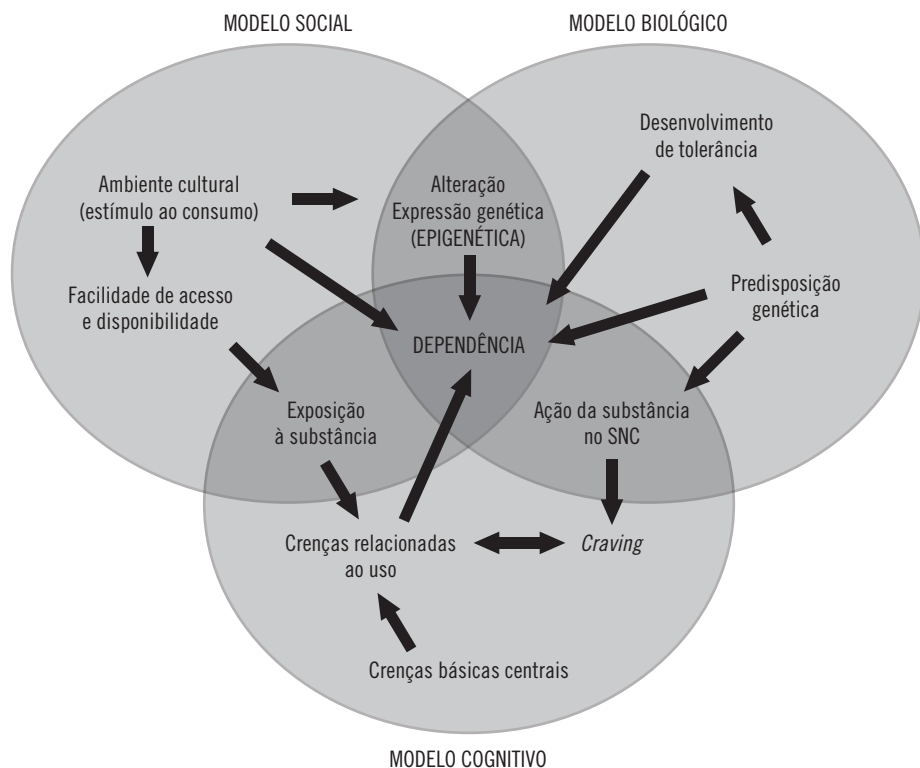 MODELO SOCIAL
MODELO BIOLÓGICO
Desenvolvimento
de tolerância
Ambiente cultural
(estímulo ao consumo)
Alteração
Expressão genética
(EPIGENÉTICA)
Facilidade de acesso
e disponibilidade
Predisposição
genética
DEPENDÊNCIA
Exposição
à substância
Ação da substância
no SNC
Crenças relacionadas
ao uso
Craving
Crenças básicas centrais
MODELO COGNITIVO